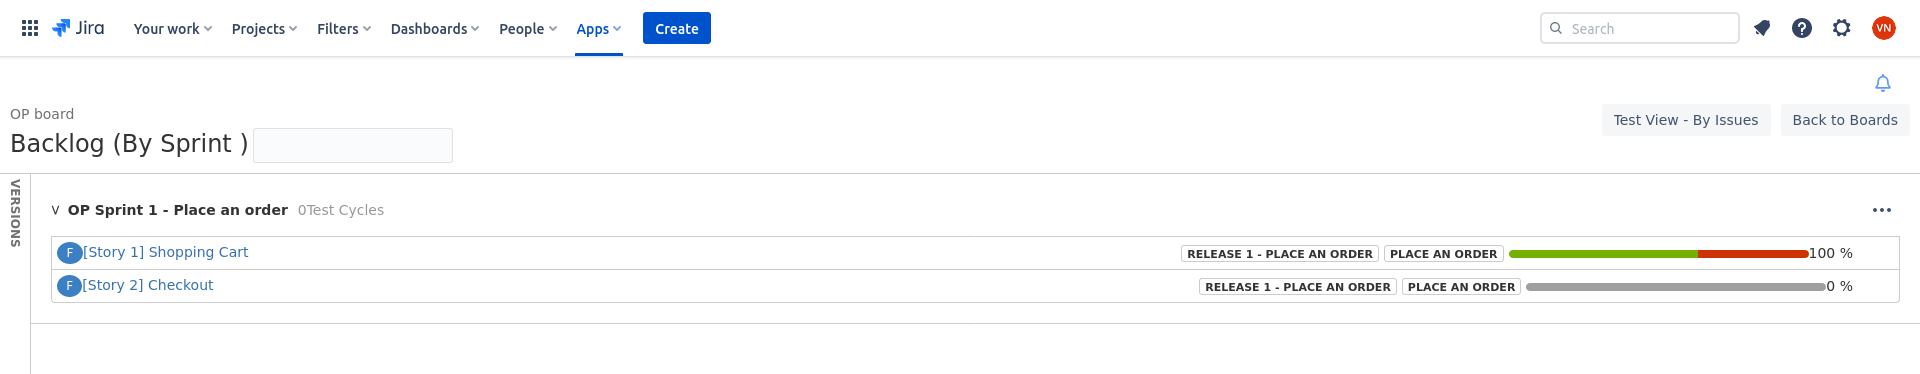 Jira Your work Projects Filters Dashboards People Apps Create Search VN
OP board
Backlog (By Sprint )
Test View - By Issues Back to Boards
VERSIONS
V OP Sprint 1 - Place an order 0Test Cycles
F [Story 1] Shopping Cart RELEASE 1 - PLACE AN ORDER PLACE AN ORDER 100 %
F [Story 2] Checkout RELEASE 1 - PLACE AN ORDER PLACE AN ORDER 0 %